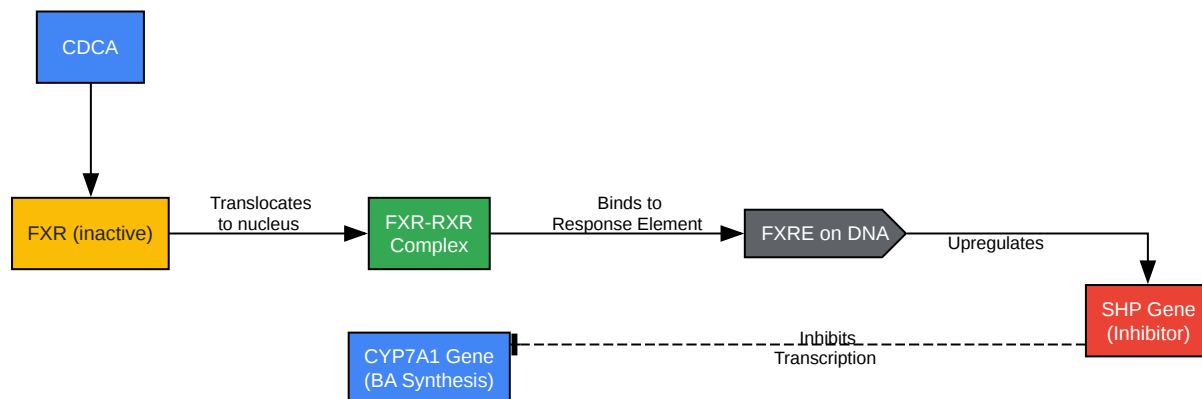 CDCA
FXR (inactive)
Translocates
to nucleus
FXR-RXR
Complex
Binds to
Response Element
FXRE on DNA
Upregulates
SHP Gene
(Inhibitor)
Inhibits
Transcription
CYP7A1 Gene
(BA Synthesis)